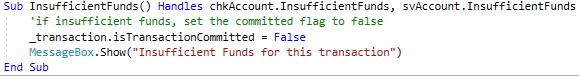 Sub InsufficientFunds() Handles chkAccount.InsufficientFunds, svAccount.InsufficientFunds
'if insufficient funds, set the committed flag to false
_transaction.isTransactionCommitted = False
MessageBox.Show("Insufficient Funds for this transaction")
End Sub